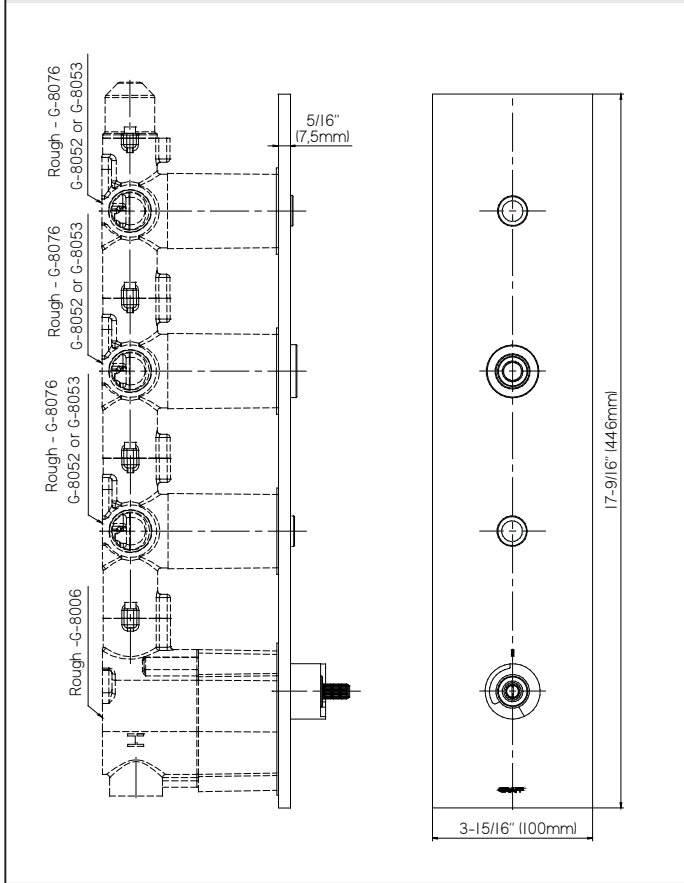 Rough - G-8076
G-8052 or G-8053
Rough - G-8076
G-8052 or G-8053
Rough - G-8076
G-8052 or G-8053
Rough -G-8006
H
5/16"
(7,5mm)
17-9/16" (446mm)
3-15/16" (100mm)